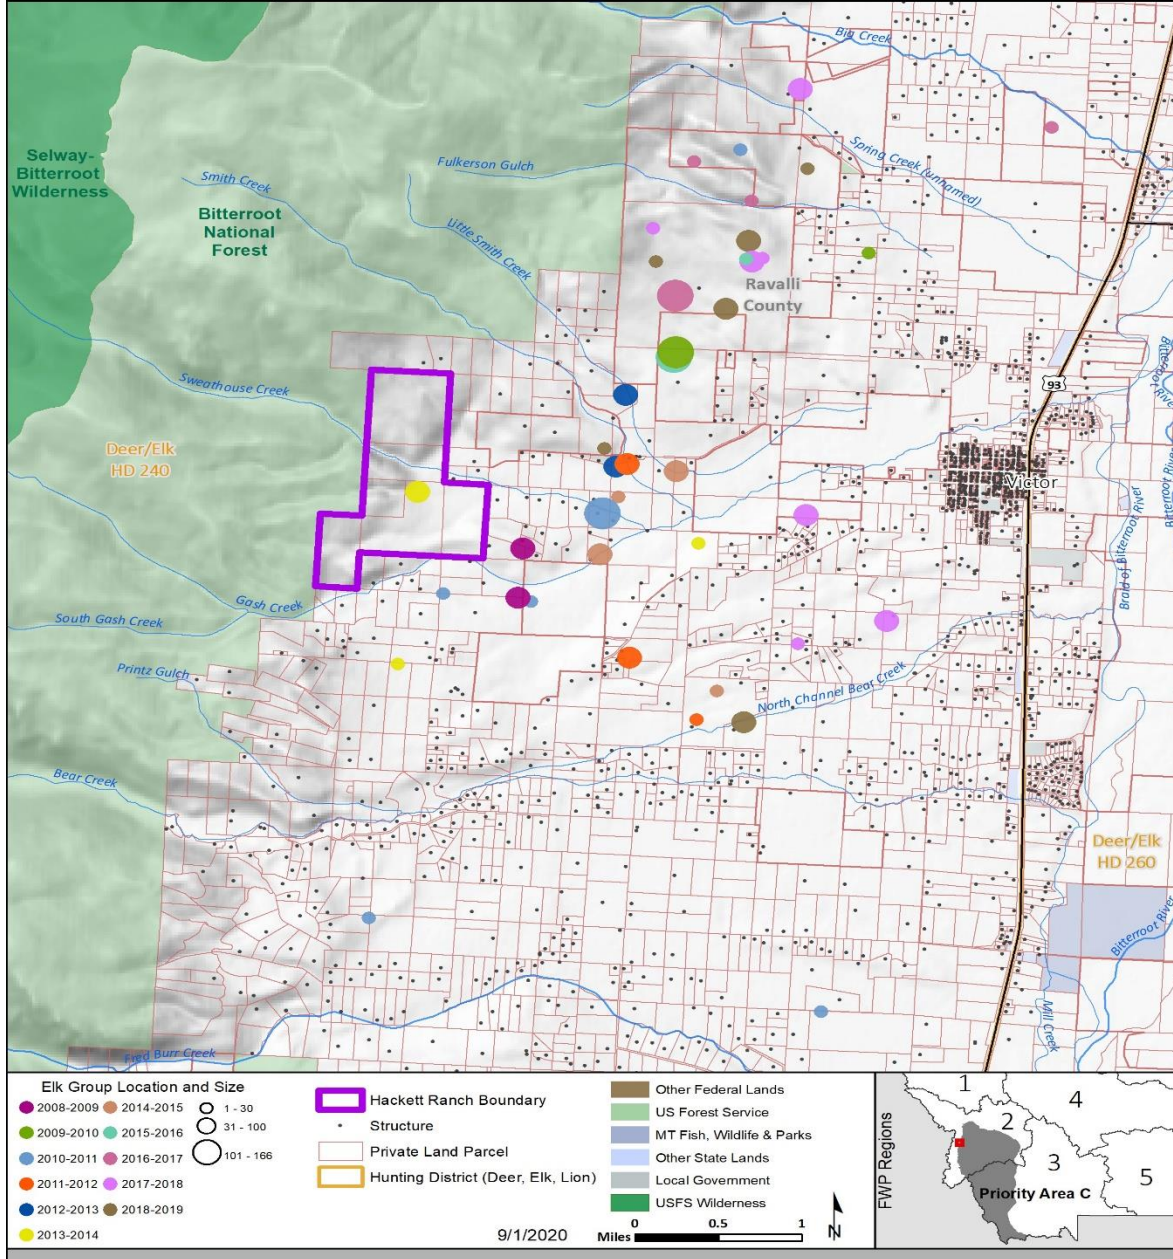 Big Creek
Selway-
Bitterroot
Wilderness
Smith Creek
Fulkerson Gulch
Spring Creek (unnamed)
Bitterroot
National
Forest
Little Smith Creek
Ravalli
County
Sweathouse Creek
93
Bitterroot
River
Deer/Elk
HD 240
Victor
Bitterroot River
Braid of Bitterroot River
Gash Creek
South Gash Creek
Printz Gulch
North Channel Bear Creek
Bear Creek
Deer/Elk
HD 260
Bitterroot River
Mill Creek
Fred Burr Creek
Elk Group Location and Size
2008-2009
2009-2010
2010-2011
2011-2012
2012-2013
2013-2014
2014-2015
2015-2016
2016-2017
2017-2018
2018-2019
1 - 30
31 - 100
101 - 166
Hackett Ranch Boundary
Structure
Private Land Parcel
Hunting District (Deer, Elk, Lion)
9/1/2020
Other Federal Lands
US Forest Service
MT Fish, Wildlife & Parks
Other State Lands
Local Government
USFS Wilderness
0 0.5 1
Miles
N
FWP Regions
1
2
3
4
5
Priority Area C